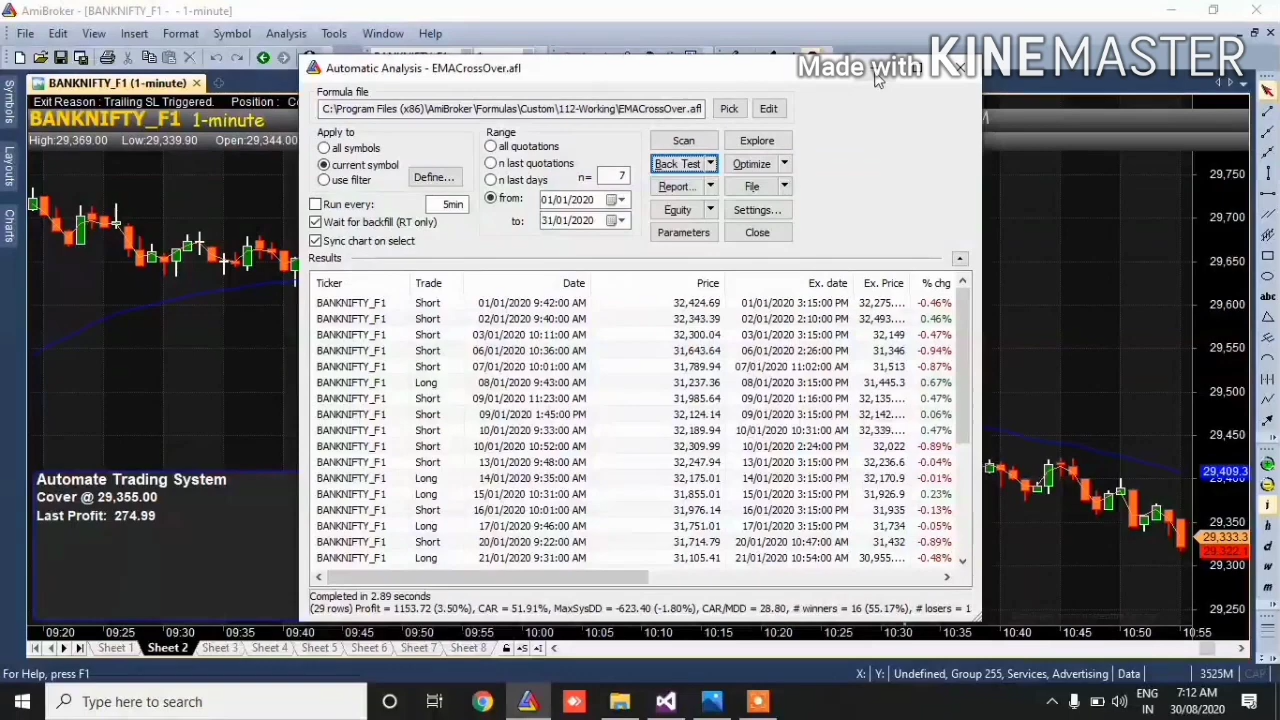 AmiBroker - [BANKNIFTY_F1 - - 1-minute]
Made with KINEMASTER
File Edit View Insert Format Symbol Analysis Tools Window Help
Automatic Analysis - EMACrossOver.afl
BANKNIFTY_F1 (1-minute)
Symbols
Layouts
Charts
Exit Reason : Trailing SL Triggered. Position : C
BANKNIFTY_F1 1-minute
High:29,369.00 Low:29,339.90 Open:29,344.00
Formula file
C:\Program Files (x86)\AmiBroker\Formulas\Custom\112-Working\EMACrossOver.afl Pick Edit
Apply to
all symbols
current symbol
use filter
Define...
Run every: 5min
Wait for backfill (RT only)
Sync chart on select
Range
all quotations
n last quotations
n last days n= 7
from: 01/01/2020
to: 31/01/2020
Scan Explore
Back Test Optimize
Report... File
Equity Settings...
Parameters Close
Results
Ticker Trade Date Price Ex. date Ex. Price % chg
BANKNIFTY_F1 Short 01/01/2020 9:42:00 AM 32,424.69 01/01/2020 3:15:00 PM 32,275.... -0.46%
BANKNIFTY_F1 Short 02/01/2020 9:40:00 AM 32,343.39 02/01/2020 2:10:00 PM 32,493.... 0.46%
BANKNIFTY_F1 Short 03/01/2020 10:11:00 AM 32,300.04 03/01/2020 3:15:00 PM 32,149 -0.47%
BANKNIFTY_F1 Short 06/01/2020 10:36:00 AM 31,643.64 06/01/2020 2:26:00 PM 31,346 -0.94%
BANKNIFTY_F1 Short 07/01/2020 10:01:00 AM 31,789.94 07/01/2020 11:02:00 AM 31,513 -0.87%
BANKNIFTY_F1 Long 08/01/2020 9:43:00 AM 31,237.36 08/01/2020 3:15:00 PM 31,445.3 0.67%
BANKNIFTY_F1 Short 09/01/2020 11:23:00 AM 31,985.64 09/01/2020 1:16:00 PM 32,135.... 0.47%
BANKNIFTY_F1 Short 09/01/2020 1:45:00 PM 32,124.14 09/01/2020 3:15:00 PM 32,142.... 0.06%
BANKNIFTY_F1 Short 10/01/2020 9:33:00 AM 32,189.94 10/01/2020 10:31:00 AM 32,339.... 0.47%
BANKNIFTY_F1 Short 10/01/2020 10:52:00 AM 32,309.99 10/01/2020 2:24:00 PM 32,022 -0.89%
BANKNIFTY_F1 Short 13/01/2020 9:48:00 AM 32,247.94 13/01/2020 3:15:00 PM 32,236.6 -0.04%
BANKNIFTY_F1 Long 14/01/2020 9:35:00 AM 32,175.01 14/01/2020 3:15:00 PM 32,170.9 -0.01%
BANKNIFTY_F1 Long 15/01/2020 10:31:00 AM 31,855.01 15/01/2020 3:15:00 PM 31,926.9 0.23%
BANKNIFTY_F1 Short 16/01/2020 10:01:00 AM 31,976.14 16/01/2020 3:15:00 PM 31,935 -0.13%
BANKNIFTY_F1 Long 17/01/2020 9:46:00 AM 31,751.01 17/01/2020 3:15:00 PM 31,734 -0.05%
BANKNIFTY_F1 Short 20/01/2020 9:22:00 AM 31,714.79 20/01/2020 10:47:00 AM 31,432 -0.89%
BANKNIFTY_F1 Long 21/01/2020 9:31:00 AM 31,105.41 21/01/2020 10:54:00 AM 30,955.... -0.48%
Completed in 2.89 seconds
(29 rows) Profit = 1153.72 (3.50%), CAR = 51.91%, MaxSysDD = -623.40 (-1.80%), CAR/MDD = 28.80, # winners = 16 (55.17%), # losers = 1
Automate Trading System
Cover @ 29,355.00
Last Profit: 274.99
29,750
29,700
29,650
29,600
29,550
29,500
29,450
29,409.3
29,400
29,350
29,333.3
29,322.1
29,300
29,250
09:20 09:25 09:30 09:35 09:40 09:45 09:50 09:55 10:00 10:05 10:10 10:15 10:20 10:25 10:30 10:35 10:40 10:45 10:50 10:55
Sheet 1 Sheet 2 Sheet 3 Sheet 4 Sheet 5 Sheet 6 Sheet 7 Sheet 8
For Help, press F1 X: Y: Undefined, Group 255, Services, Advertising Data 3525M CAP
Type here to search
ENG
IN
7:12 AM
30/08/2020